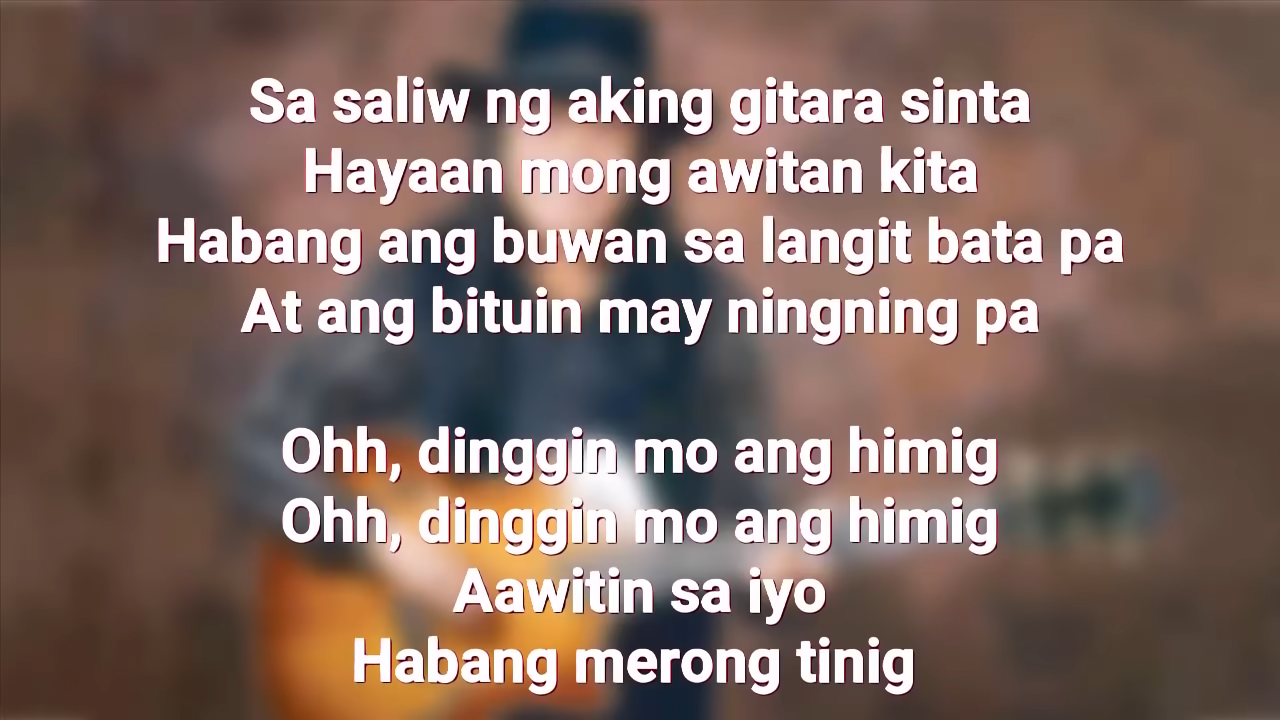 Sa saliw ng aking gitara sinta
Hayaan mong awitan kita
Habang ang buwan sa langit bata pa
At ang bituin may ningning pa
Ohh, dinggin mo ang himig
Ohh, dinggin mo ang himig
Aawitin sa iyo
Habang merong tinig